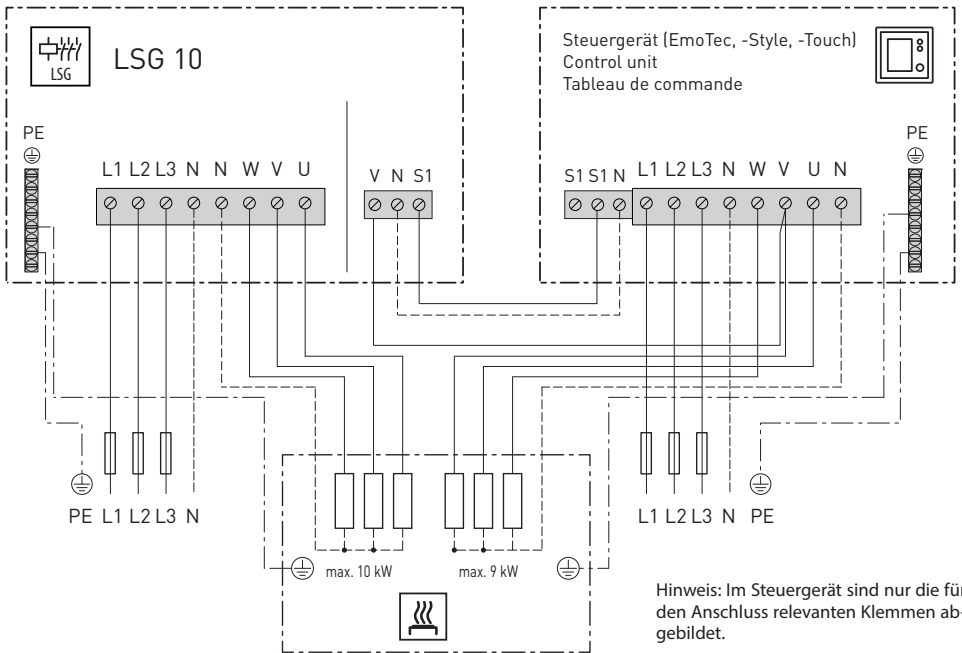 LSG
LSG 10
PE
L1 L2 L3 N N W V U
V N S1
Steuergerät (EmoTec, -Style, -Touch)
Control unit
Tableau de commande
PE
S1 S1 N L1 L2 L3 N W V U N
PE L1 L2 L3 N
max. 10 kW
max. 9 kW
L1 L2 L3 N PE
Hinweis: Im Steuergerät sind nur die für
den Anschluss relevanten Klemmen ab-
gebildet.